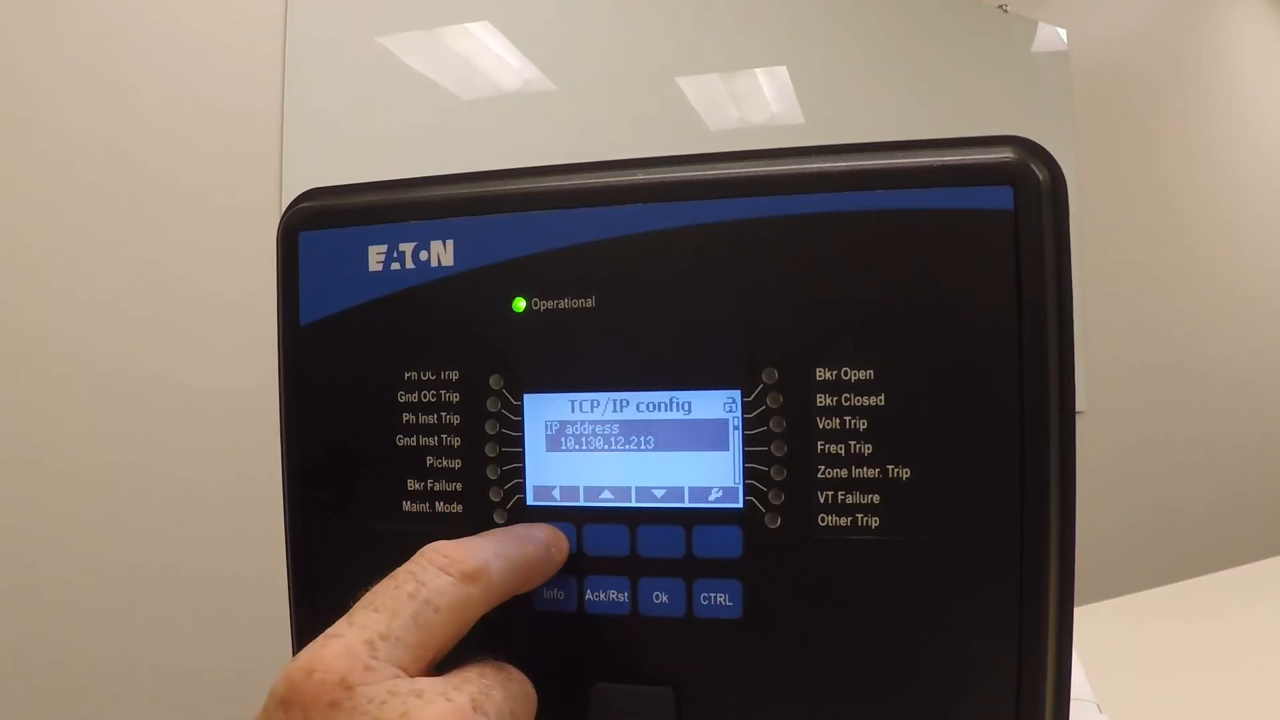 EATON
Operational
Ph OC Trip
Gnd OC Trip
Ph Inst Trip
Gnd Inst Trip
Pickup
Bkr Failure
Maint. Mode
TCP/IP config
IP address
10.130.12.213
Bkr Open
Bkr Closed
Volt Trip
Freq Trip
Zone Inter. Trip
VT Failure
Other Trip
Info
Ack/Rst
Ok
CTRL